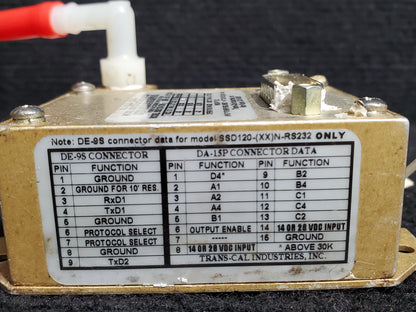 Note: DE-9S connector data for model SSD120-(XX)N-RS232 ONLY
DE-9S CONNECTOR DA-15P CONNECTOR DATA
PIN FUNCTION PIN FUNCTION PIN FUNCTION
1 GROUND 1 D4* 9 B2
2 GROUND FOR 10' RES. 2 A1 10 B4
3 RxD1 3 A2 11 C1
4 TxD1 4 A4 12 C4
5 5 B1 13 C2
6 PROTOCOL SELECT 6 OUTPUT ENABLE 14 14 OR 28 VDC INPUT
7 PROTOCOL SELECT 7 ----- 15 GROUND
8 GROUND 8 14 OR 28 VDC INPUT * ABOVE 30K
9 TxD2 TRANS-CAL INDUSTRIES, INC.